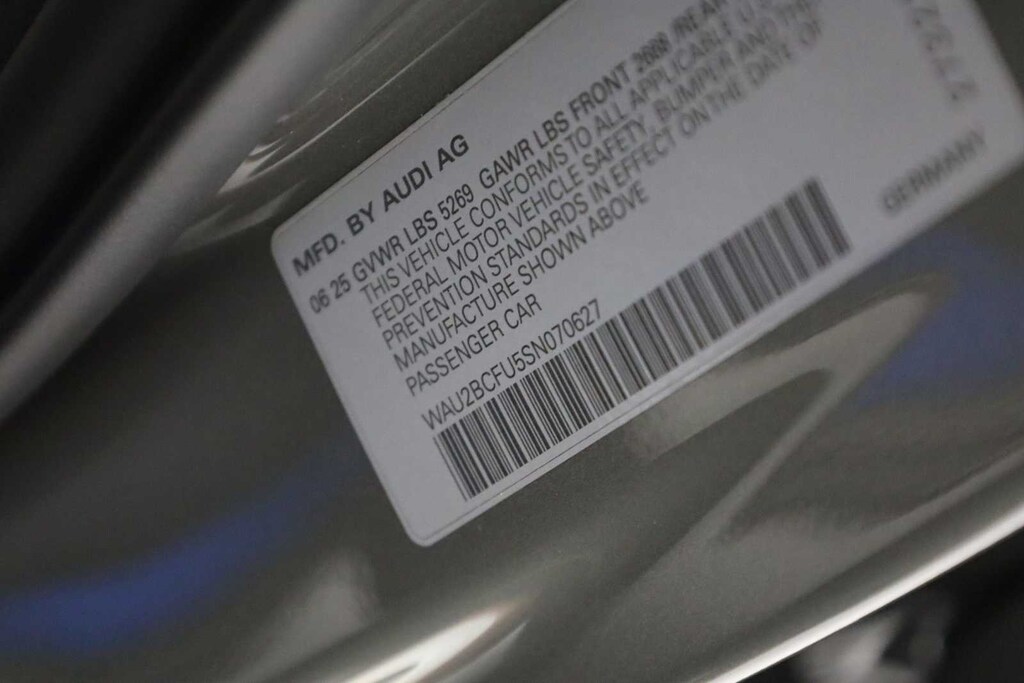 MFD. BY AUDI AG
06 25 GVWR LBS 5269 GAWR LBS FRONT 2668 /REAR
THIS VEHICLE CONFORMS TO ALL APPLICABLE U.S.
FEDERAL MOTOR VEHICLE SAFETY, BUMPER AND THEFT
PREVENTION STANDARDS IN EFFECT ON THE DATE OF
MANUFACTURE SHOWN ABOVE
PASSENGER CAR
WAU2BCFU5SN070627
GERMANY